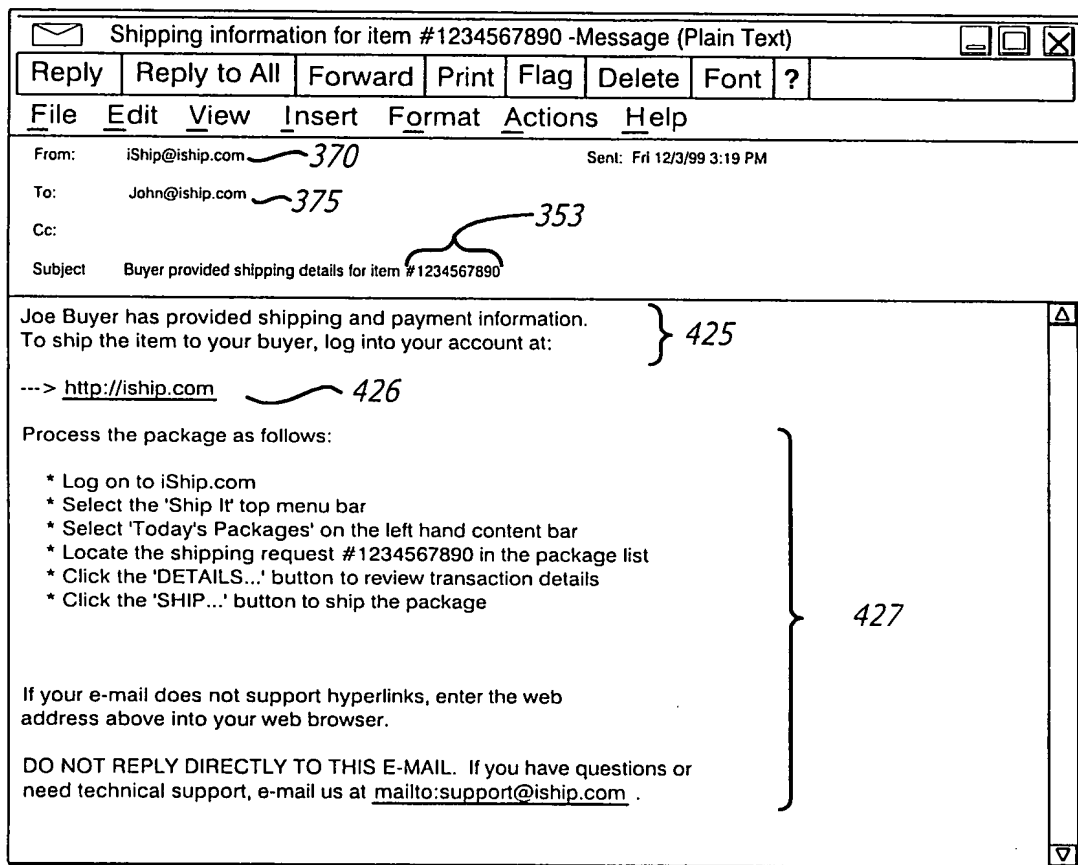 Shipping information for item #1234567890 -Message (Plain Text)
Reply Reply to All Forward Print Flag Delete Font ?
File Edit View Insert Format Actions Help
From: iShip@iship.com 370 Sent: Fri 12/3/99 3:19 PM
To: John@iship.com 375
Cc: 353
Subject Buyer provided shipping details for item #1234567890
Joe Buyer has provided shipping and payment information.
To ship the item to your buyer, log into your account at: 425
---> http://iship.com 426
Process the package as follows:
* Log on to iShip.com
* Select the 'Ship It' top menu bar
* Select 'Today's Packages' on the left hand content bar
* Locate the shipping request #1234567890 in the package list
* Click the 'DETAILS...' button to review transaction details
* Click the 'SHIP...' button to ship the package
427
If your e-mail does not support hyperlinks, enter the web
address above into your web browser.
DO NOT REPLY DIRECTLY TO THIS E-MAIL. If you have questions or
need technical support, e-mail us at mailto:support@iship.com .